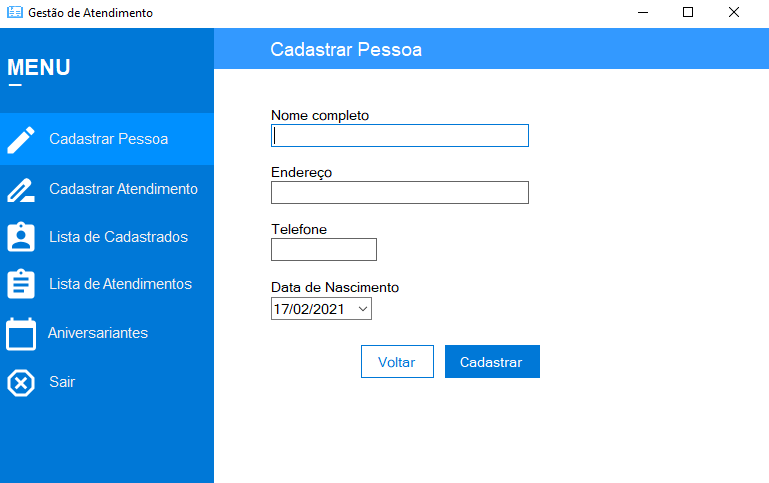 Gestão de Atendimento
MENU
Cadastrar Pessoa
Cadastrar Atendimento
Lista de Cadastrados
Lista de Atendimentos
Aniversariantes
Sair
Cadastrar Pessoa
Nome completo
Endereço
Telefone
Data de Nascimento
17/02/2021
Voltar
Cadastrar